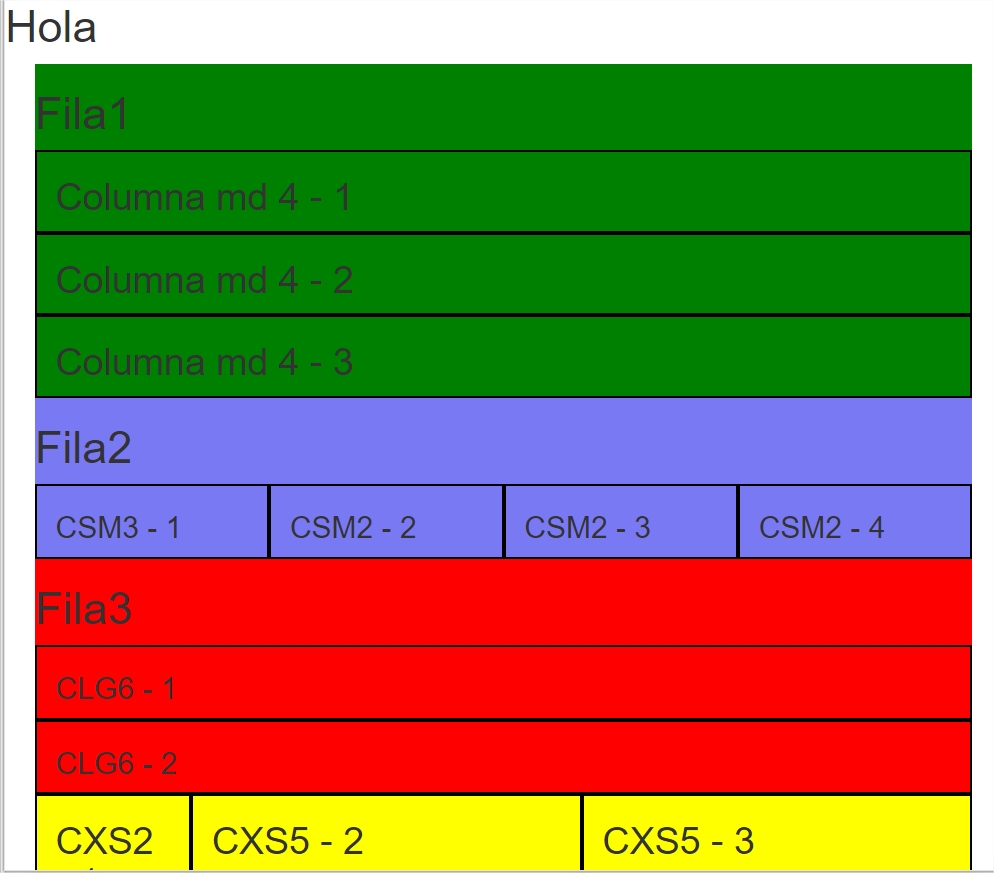 Hola
Fila1
Columna md 4 - 1
Columna md 4 - 2
Columna md 4 - 3
Fila2
CSM3 - 1
CSM2 - 2
CSM2 - 3
CSM2 - 4
Fila3
CLG6 - 1
CLG6 - 2
CXS2
CXS5 - 2
CXS5 - 3